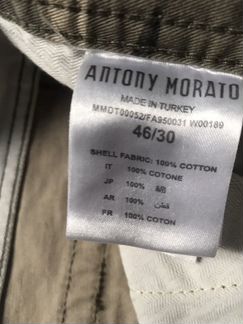 ANTONY MORATO
MADE IN TURKEY
MMDT00052/FA950031 W00189
46/30
SHELL FABRIC: 100% COTTON
IT 100% COTONE
JP 100%
AR 100% قطن
FR 100% COTON